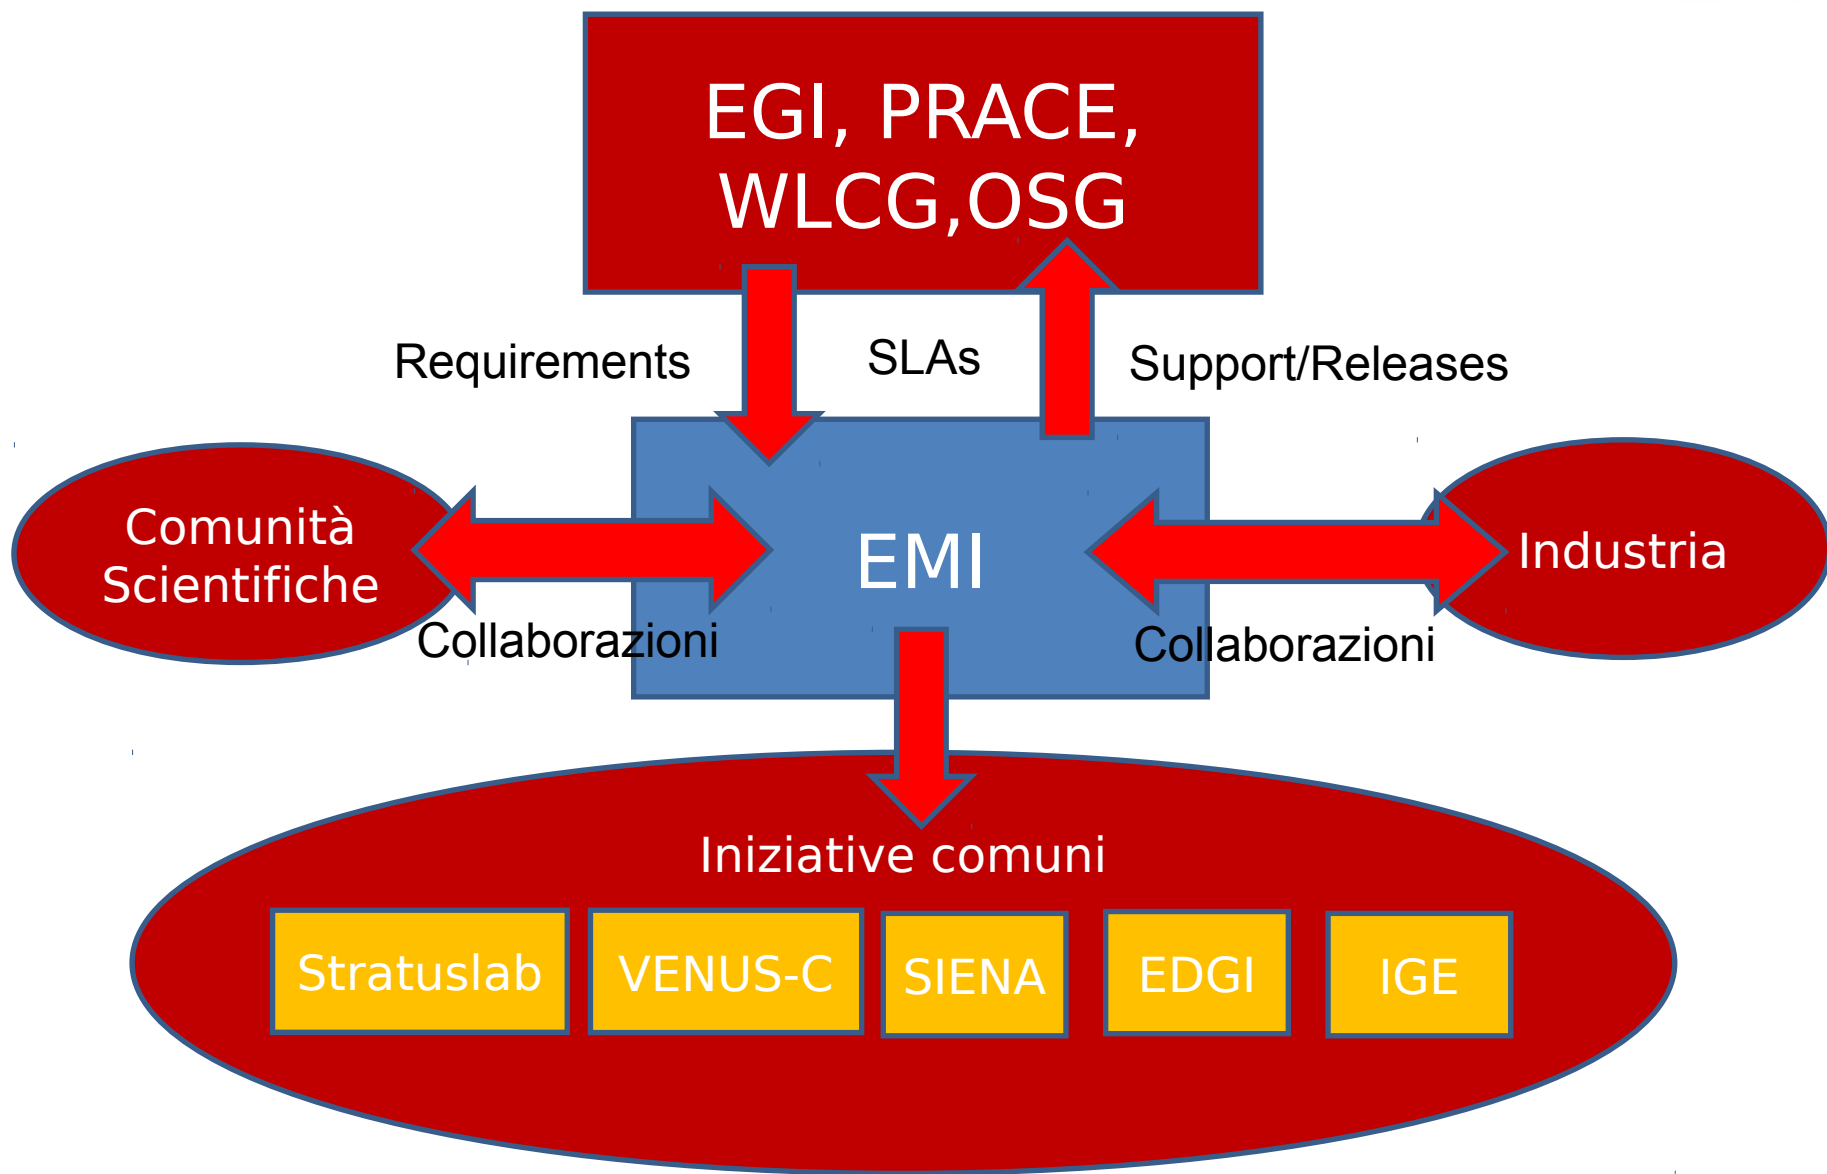 EGI, PRACE,
WLCG,OSG
Requirements
SLAs
Support/Releases
Comunità
Scientifiche
EMI
Industria
Collaborazioni
Collaborazioni
Iniziative comuni
Stratuslab
VENUS-C
SIENA
EDGI
IGE